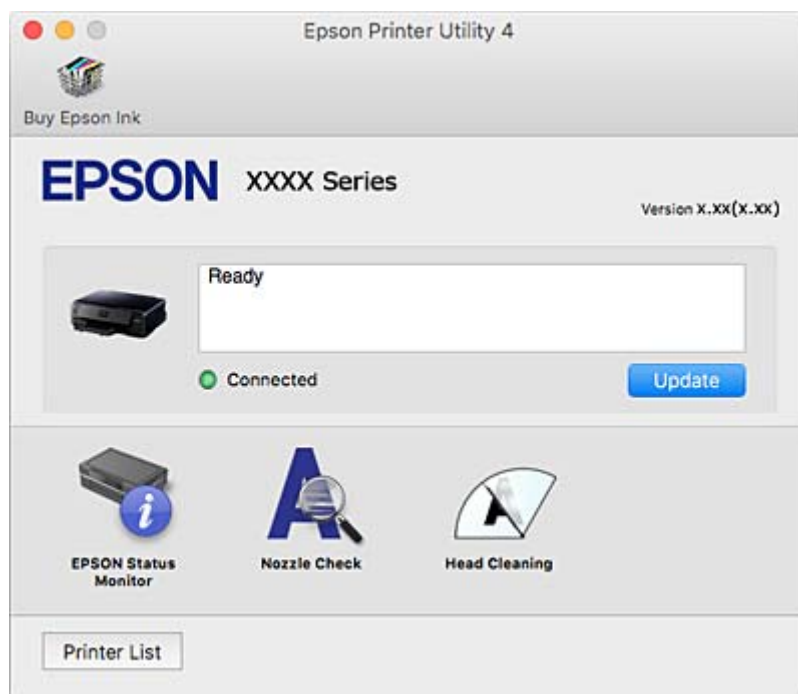 Epson Printer Utility 4
Buy Epson Ink
EPSON XXXX Series
Version X.XX(X.XX)
Ready
Connected
Update
EPSON Status
Monitor
Nozzle Check
Head Cleaning
Printer List